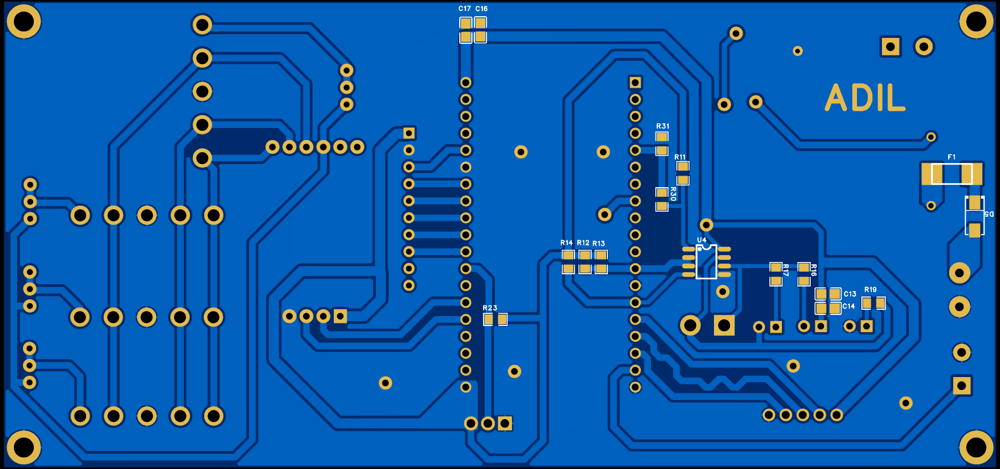 C17 C16
ADIL
R31
R11
F1
R30
D5
U4
R14 R12 R13
R17
R16
C13
R19
C14
R23